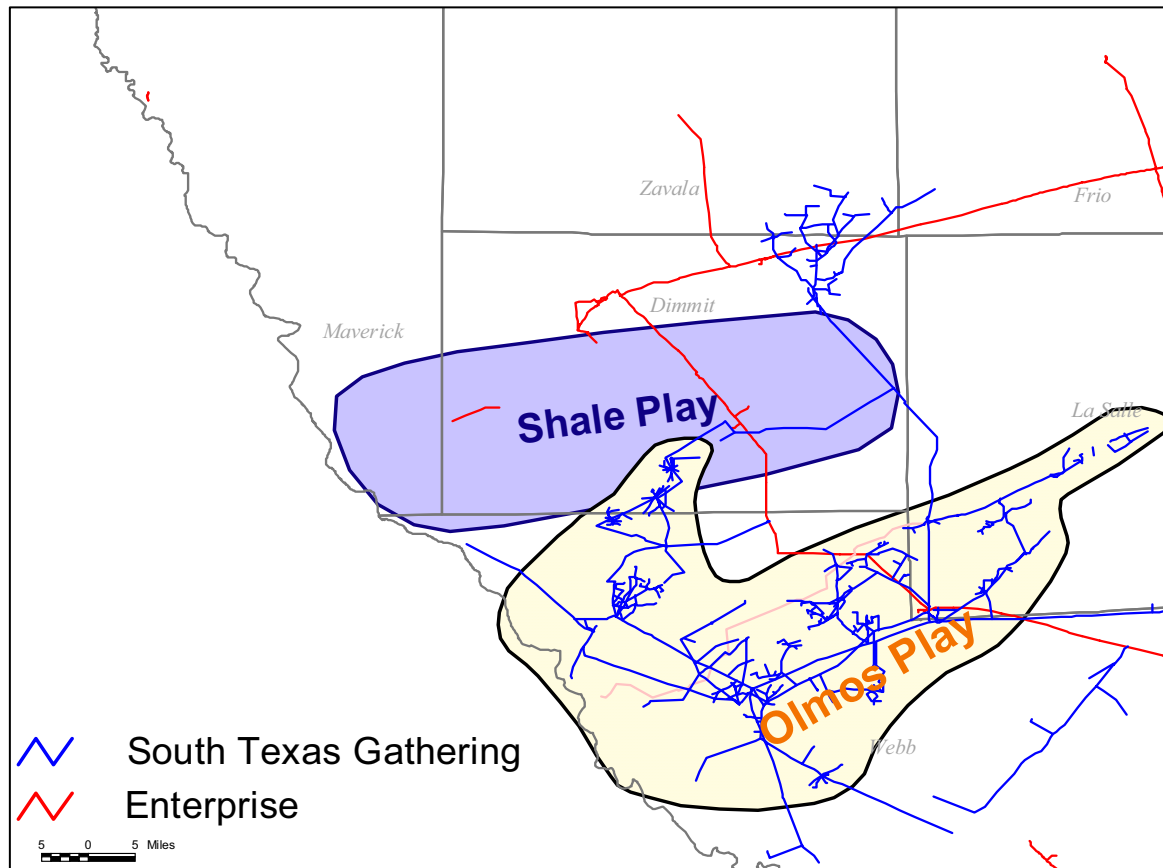 Zavala
Frio
Maverick
Dimmit
Shale Play
La Salle
Olmos Play
Webb
South Texas Gathering
Enterprise
5 0 5 Miles